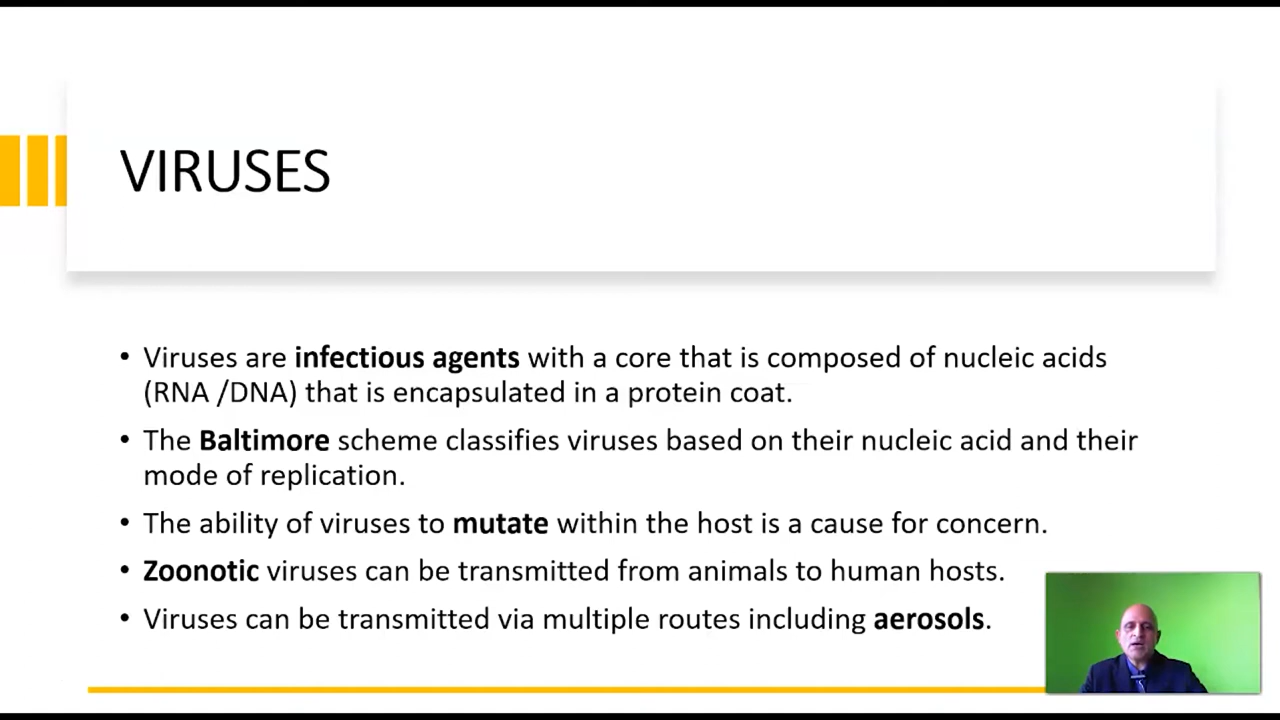 VIRUSES
• Viruses are infectious agents with a core that is composed of nucleic acids
(RNA /DNA) that is encapsulated in a protein coat.
• The Baltimore scheme classifies viruses based on their nucleic acid and their
mode of replication.
• The ability of viruses to mutate within the host is a cause for concern.
• Zoonotic viruses can be transmitted from animals to human hosts.
• Viruses can be transmitted via multiple routes including aerosols.